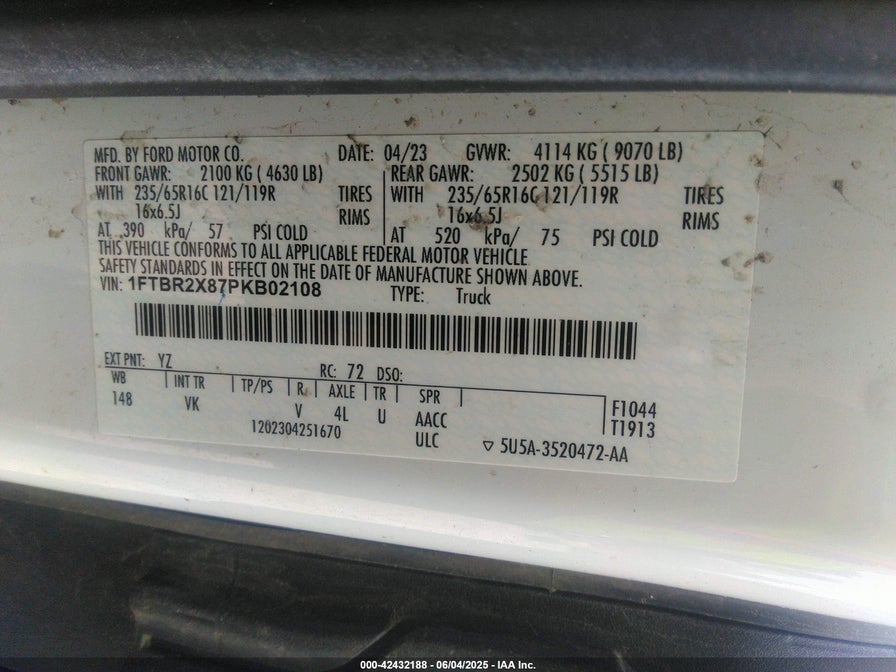 MFD. BY FORD MOTOR CO. DATE: 04/23 GVWR: 4114 KG ( 9070 LB)
FRONT GAWR: 2100 KG ( 4630 LB) REAR GAWR: 2502 KG ( 5515 LB)
WITH 235/65R16C 121/119R TIRES WITH 235/65R16C 121/119R TIRES
16x6.5J RIMS 16x6.5J RIMS
AT 390 kPa/ 57 PSI COLD AT 520 kPa/ 75 PSI COLD
THIS VEHICLE CONFORMS TO ALL APPLICABLE FEDERAL MOTOR VEHICLE
SAFETY STANDARDS IN EFFECT ON THE DATE OF MANUFACTURE SHOWN ABOVE.
VIN: 1FTBR2X87PKB02108 TYPE: Truck
EXT PNT: YZ RC: 72 DSO:
WB INT TR TP/PS R AXLE TR SPR
148 VK V 4L U AACC F1044
1202304251670 ULC T1913
5U5A-3520472-AA
000-42432188 - 06/04/2025 - IAA Inc.